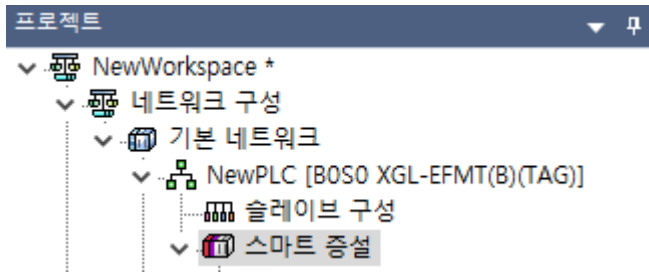 프로젝트
NewWorkspace *
네트워크 구성
기본 네트워크
NewPLC [B0S0 XGL-EFMT(B)(TAG)]
슬레이브 구성
스마트 증설